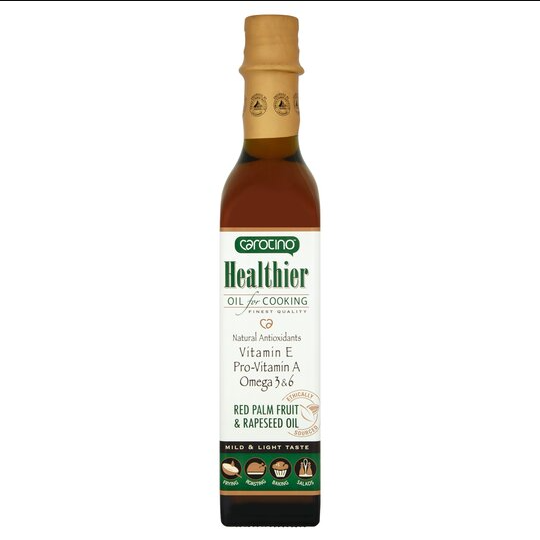 carotino
Healthier
OIL for COOKING
FINEST QUALITY
Natural Antioxidants
Vitamin E
Pro-Vitamin A
Omega 3 & 6
ETHICALLY
SOURCED
RED PALM FRUIT
& RAPESEED OIL
MILD & LIGHT TASTE
FRYING ROASTING BAKING SALADS